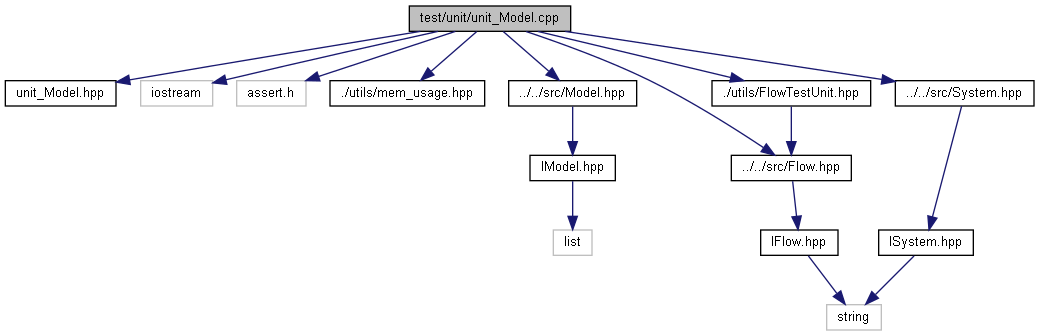 test/unit/unit_Model.cpp
unit_Model.hpp
iostream
assert.h
./utils/mem_usage.hpp
../../src/Model.hpp
./utils/FlowTestUnit.hpp
../../src/System.hpp
IModel.hpp
../../src/Flow.hpp
list
IFlow.hpp
ISystem.hpp
string